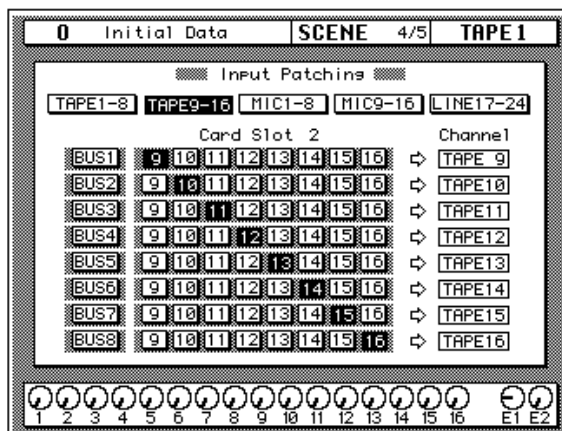 0 Initial Data SCENE 4/5 TAPE1
Input Patching
TAPE1-8 TAPE9-16 MIC1-8 MIC9-16 LINE17-24
Card Slot 2 Channel
BUS1 9 10 11 12 13 14 15 16 TAPE 9
BUS2 9 10 11 12 13 14 15 16 TAPE10
BUS3 9 10 11 12 13 14 15 16 TAPE11
BUS4 9 10 11 12 13 14 15 16 TAPE12
BUS5 9 10 11 12 13 14 15 16 TAPE13
BUS6 9 10 11 12 13 14 15 16 TAPE14
BUS7 9 10 11 12 13 14 15 16 TAPE15
BUS8 9 10 11 12 13 14 15 16 TAPE16
1 2 3 4 5 6 7 8 9 10 11 12 13 14 15 16 E1 E2